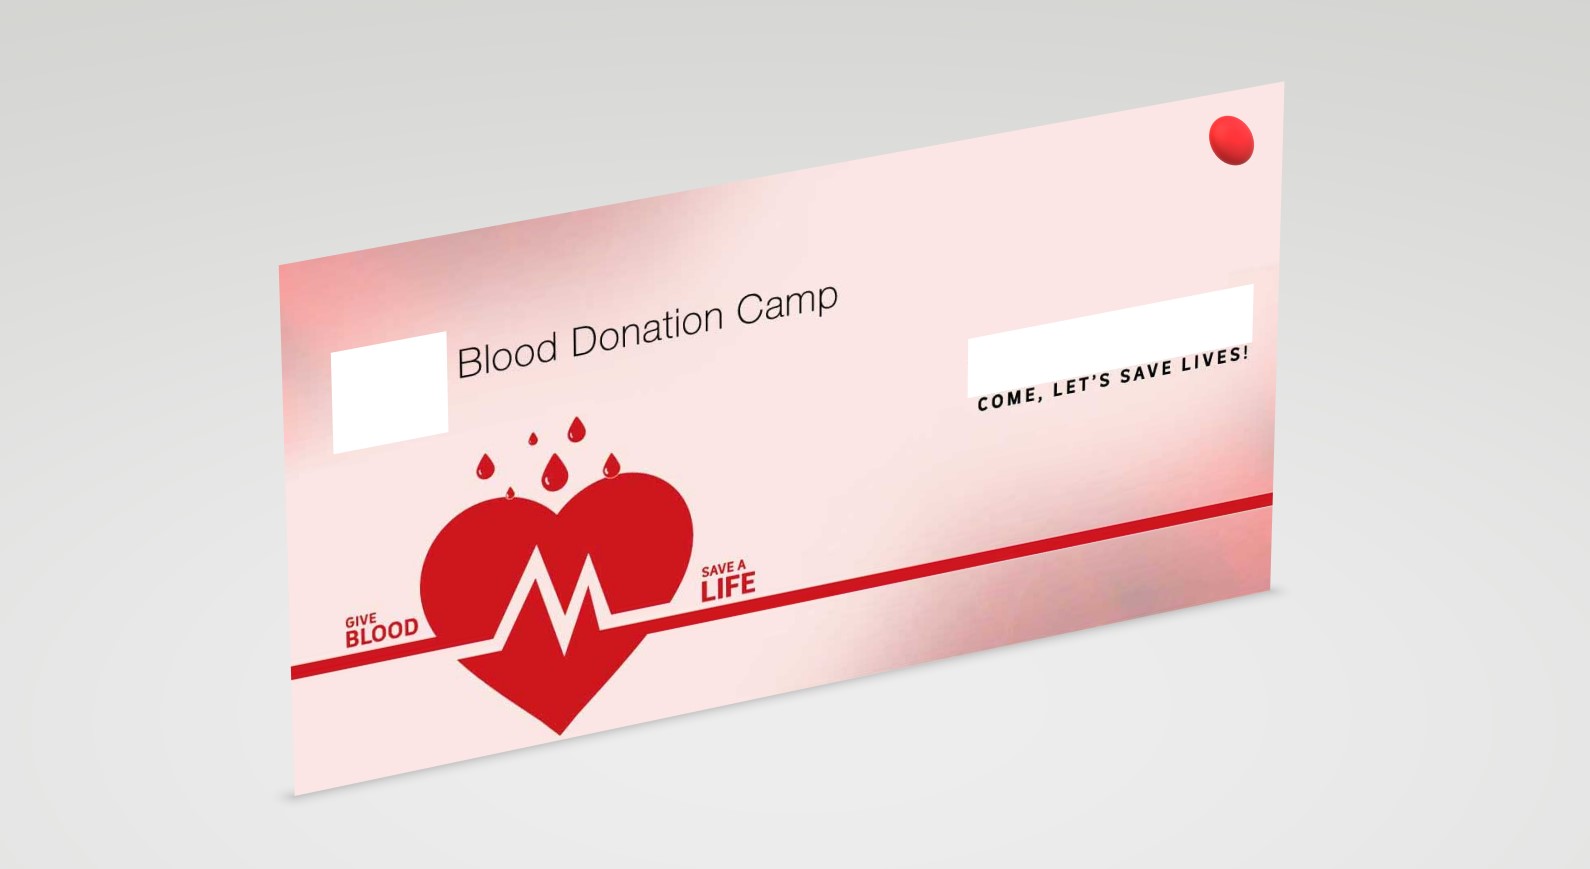 Blood Donation Camp
COME, LET'S SAVE LIVES!
GIVE
BLOOD
SAVE A
LIFE